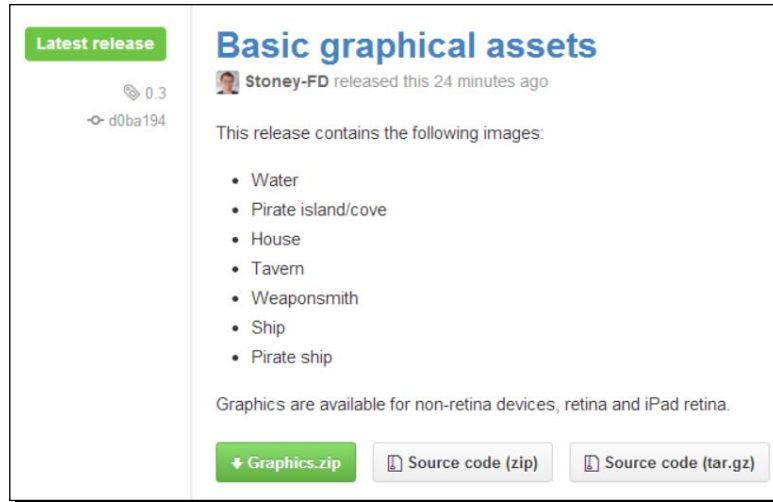 Latest release
0.3
d0ba194
Basic graphical assets
Stoney-FD released this 24 minutes ago
This release contains the following images:
• Water
• Pirate island/cove
• House
• Tavern
• Weaponsmith
• Ship
• Pirate ship
Graphics are available for non-retina devices, retina and iPad retina.
Graphics.zip Source code (zip) Source code (tar.gz)